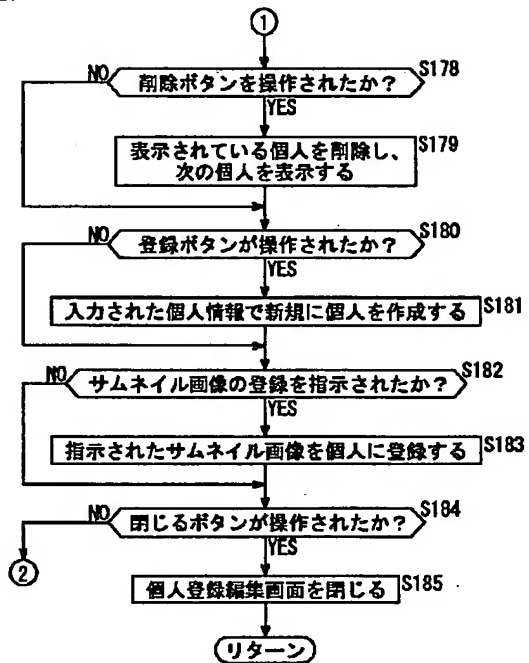 ①
削除ボタンを操作されたか?
S178
NO
YES
表示されている個人を削除し、
次の個人を表示する
S179
登録ボタンが操作されたか?
S180
NO
YES
入力された個人情報で新規に個人を作成する
S181
サムネイル画像の登録を指示されたか?
S182
NO
YES
指示されたサムネイル画像を個人に登録する
S183
閉じるボタンが操作されたか?
S184
NO
YES
②
個人登録編集画面を閉じる
S185
リターン